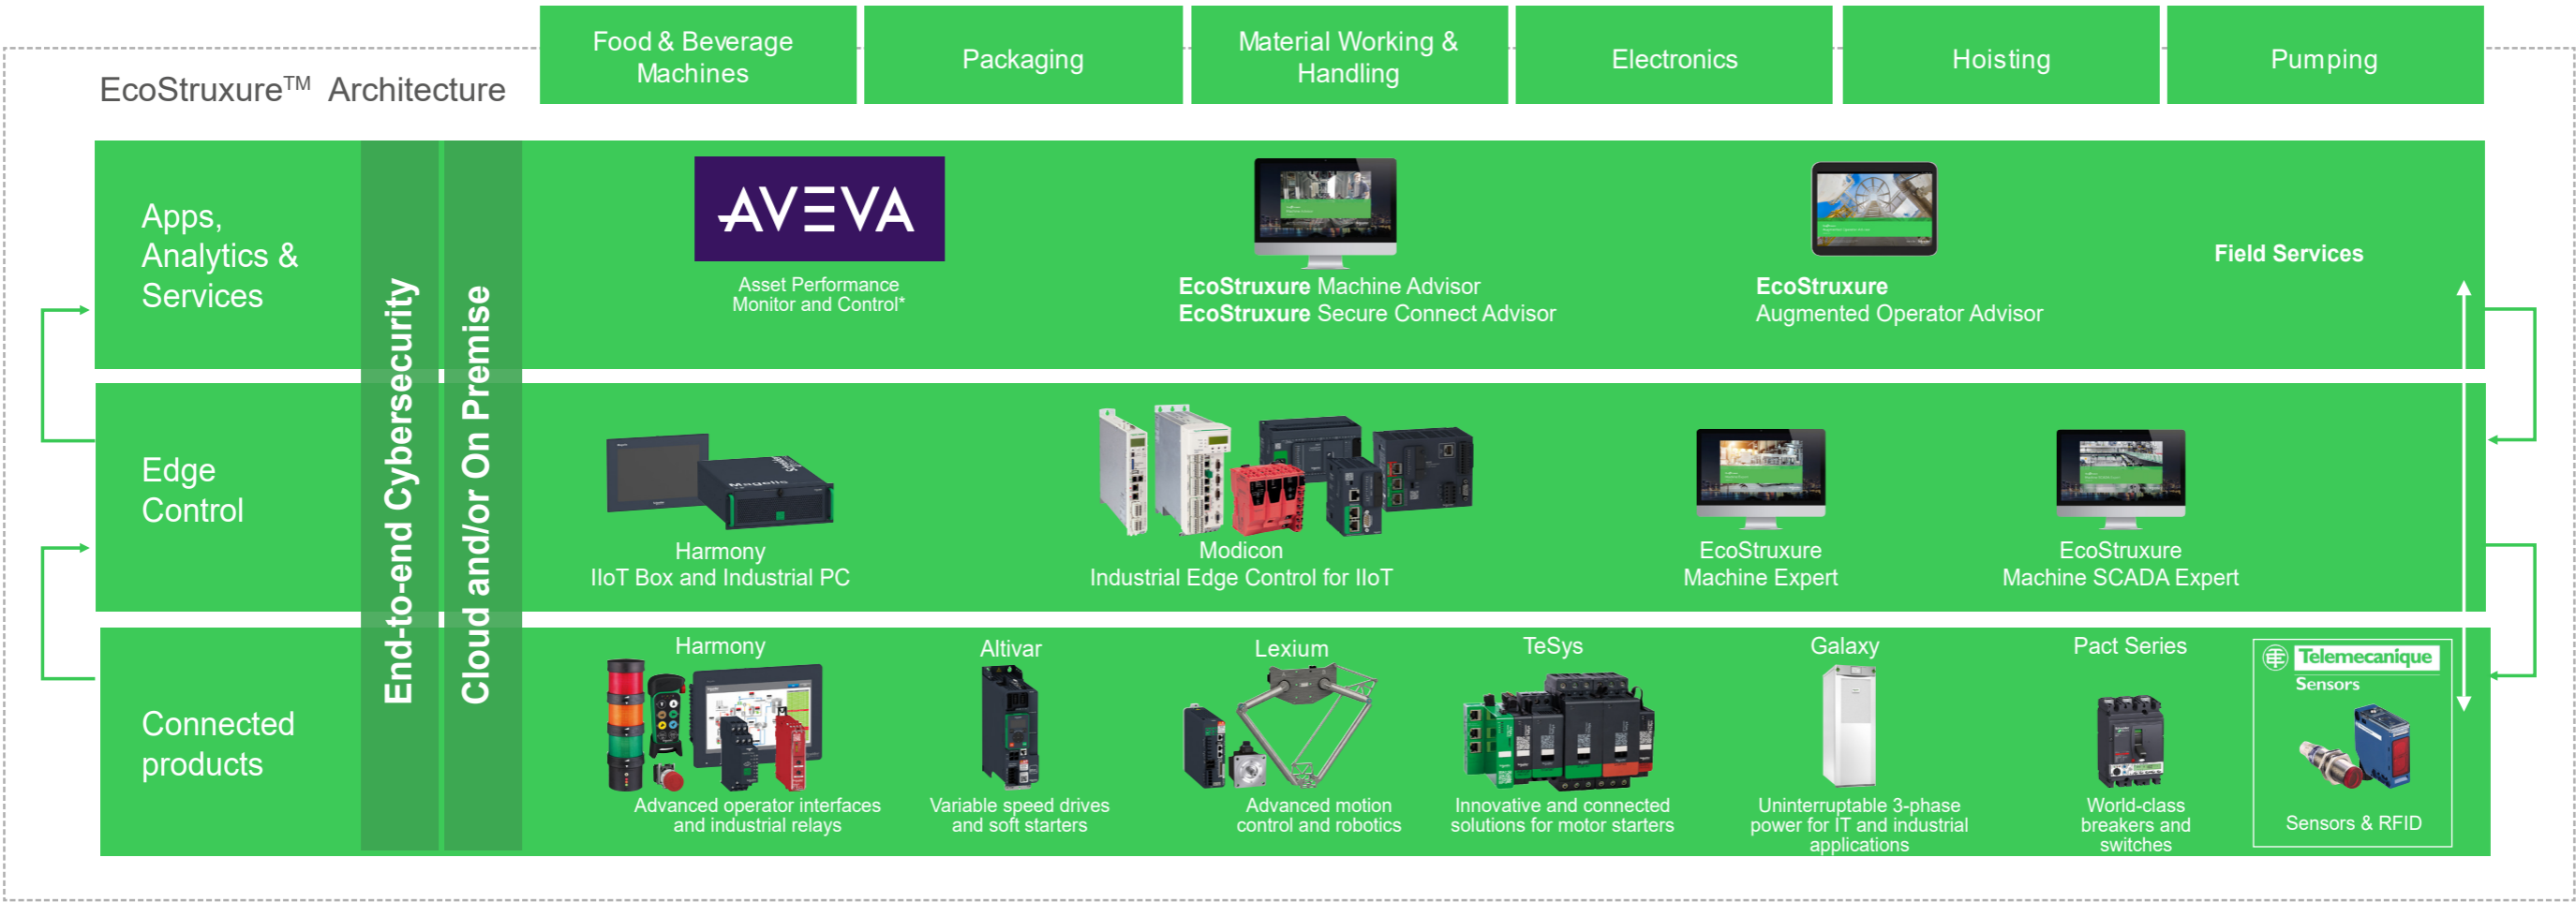 Food & Beverage
Machines
Packaging
Material Working &
Handling
Electronics
Hoisting
Pumping
EcoStruxure™ Architecture
Apps,
Analytics &
Services
End-to-end Cybersecurity
Cloud and/or On Premise
AVEVA
Asset Performance
Monitor and Control*
EcoStruxure Machine Advisor
EcoStruxure Secure Connect Advisor
EcoStruxure
Augmented Operator Advisor
Field Services
Edge
Control
Magelis
Harmony
IIoT Box and Industrial PC
Modicon
Industrial Edge Control for IIoT
EcoStruxure
Machine Expert
EcoStruxure
Machine SCADA Expert
Connected
products
Harmony
Advanced operator interfaces
and industrial relays
Altivar
Variable speed drives
and soft starters
Lexium
Advanced motion
control and robotics
TeSys
Innovative and connected
solutions for motor starters
Galaxy
Uninterruptable 3-phase
power for IT and industrial
applications
Pact Series
World-class
breakers and
switches
Telemecanique
Sensors
Sensors & RFID